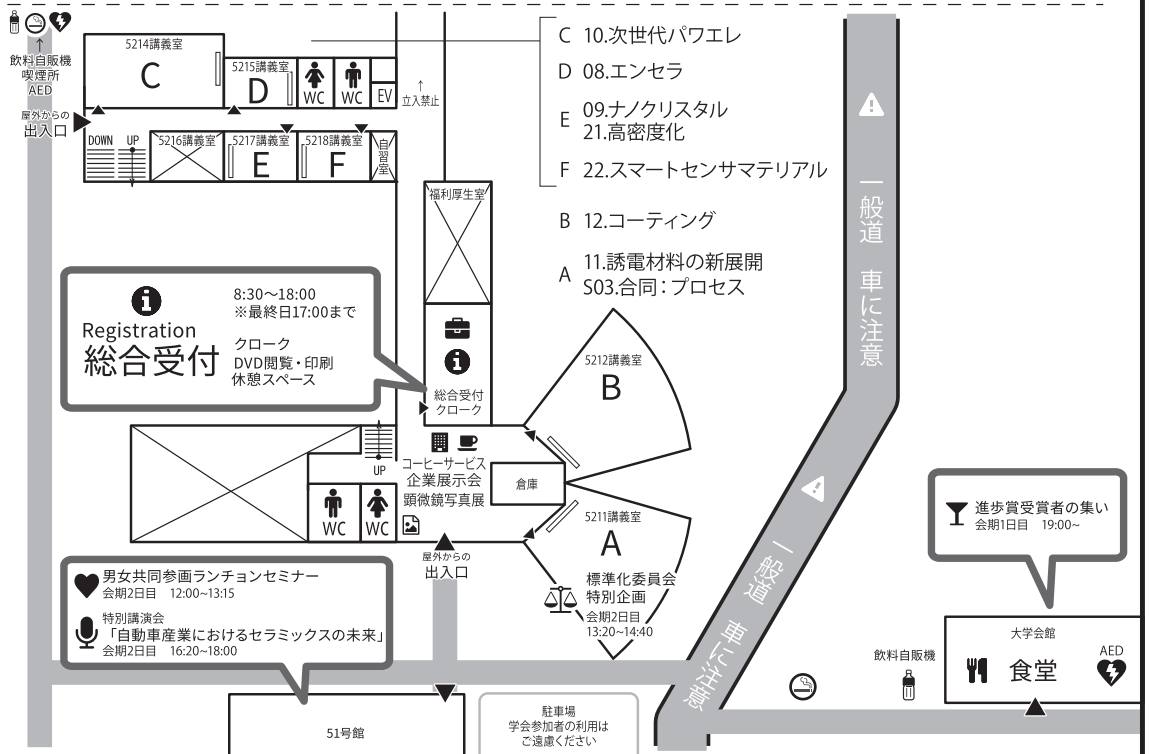 飲料自販機
喫煙所
AED
屋外からの
出入口
5214講義室
C
5215講義室
D
WC
WC
EV
立入禁止
DOWN
UP
5216講義室
5217講義室
E
5218講義室
F
自習室
C 10.次世代パワエレ
D 08.エンセラ
E 09.ナノクリスタル
21.高密度化
F 22.スマートセンサマテリアル
B 12.コーティング
A 11.誘電材料の新展開
S03.合同：プロセス
一般道 車に注意
福利厚生室
Registration
総合受付
8:30～18:00
※最終日17:00まで
クローク
DVD閲覧・印刷
休憩スペース
総合受付
クローク
5212講義室
B
UP
コーヒーサービス
企業展示会
顕微鏡写真展
倉庫
WC
WC
屋外からの
出入口
5211講義室
A
標準化委員会
特別企画
会期2日目
13:20~14:40
一般道 車に注意
進歩賞受賞者の集い
会期1日目 19:00~
男女共同参画ランチョンセミナー
会期2日目 12:00~13:15
特別講演会
「自動車産業におけるセラミックスの未来」
会期2日目 16:20~18:00
51号館
駐車場
学会参加者の利用は
ご遠慮ください
飲料自販機
大学会館
食堂
AED